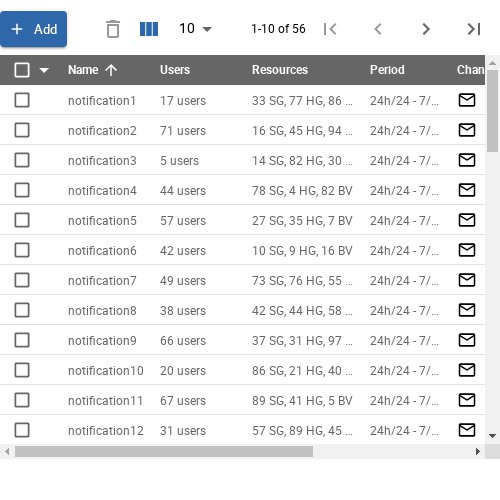 Add 10 1-10 of 56
Name Users Resources Period Chan
notification1 17 users 33 SG, 77 HG, 86 ... 24h/24 - 7/...
notification2 71 users 16 SG, 45 HG, 94 ... 24h/24 - 7/...
notification3 5 users 14 SG, 82 HG, 30 ... 24h/24 - 7/...
notification4 44 users 78 SG, 4 HG, 82 BV 24h/24 - 7/...
notification5 57 users 27 SG, 35 HG, 7 BV 24h/24 - 7/...
notification6 42 users 10 SG, 9 HG, 16 BV 24h/24 - 7/...
notification7 49 users 73 SG, 76 HG, 55 ... 24h/24 - 7/...
notification8 38 users 42 SG, 44 HG, 58 ... 24h/24 - 7/...
notification9 66 users 37 SG, 31 HG, 97 ... 24h/24 - 7/...
notification10 20 users 86 SG, 21 HG, 40 ... 24h/24 - 7/...
notification11 67 users 89 SG, 41 HG, 5 BV 24h/24 - 7/...
notification12 31 users 57 SG, 89 HG, 45 ... 24h/24 - 7/...